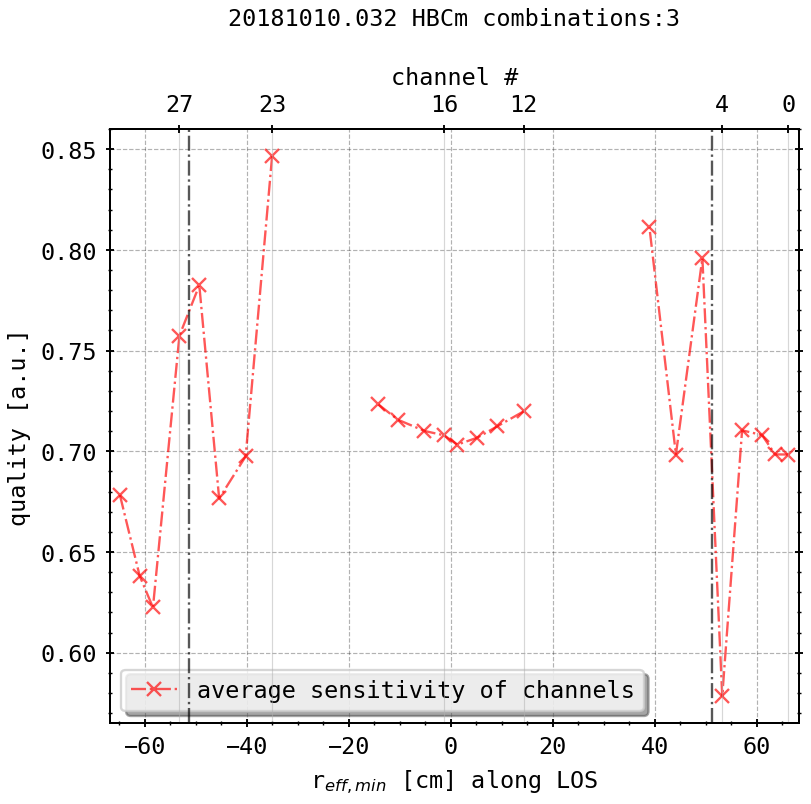 20181010.032 HBCm combinations:3
channel #
27 23 16 12 4 0
0.85
0.80
0.75
0.70
0.65
0.60
quality [a.u.]
average sensitivity of channels
−60 −40 −20 0 20 40 60
r_eff,min [cm] along LOS